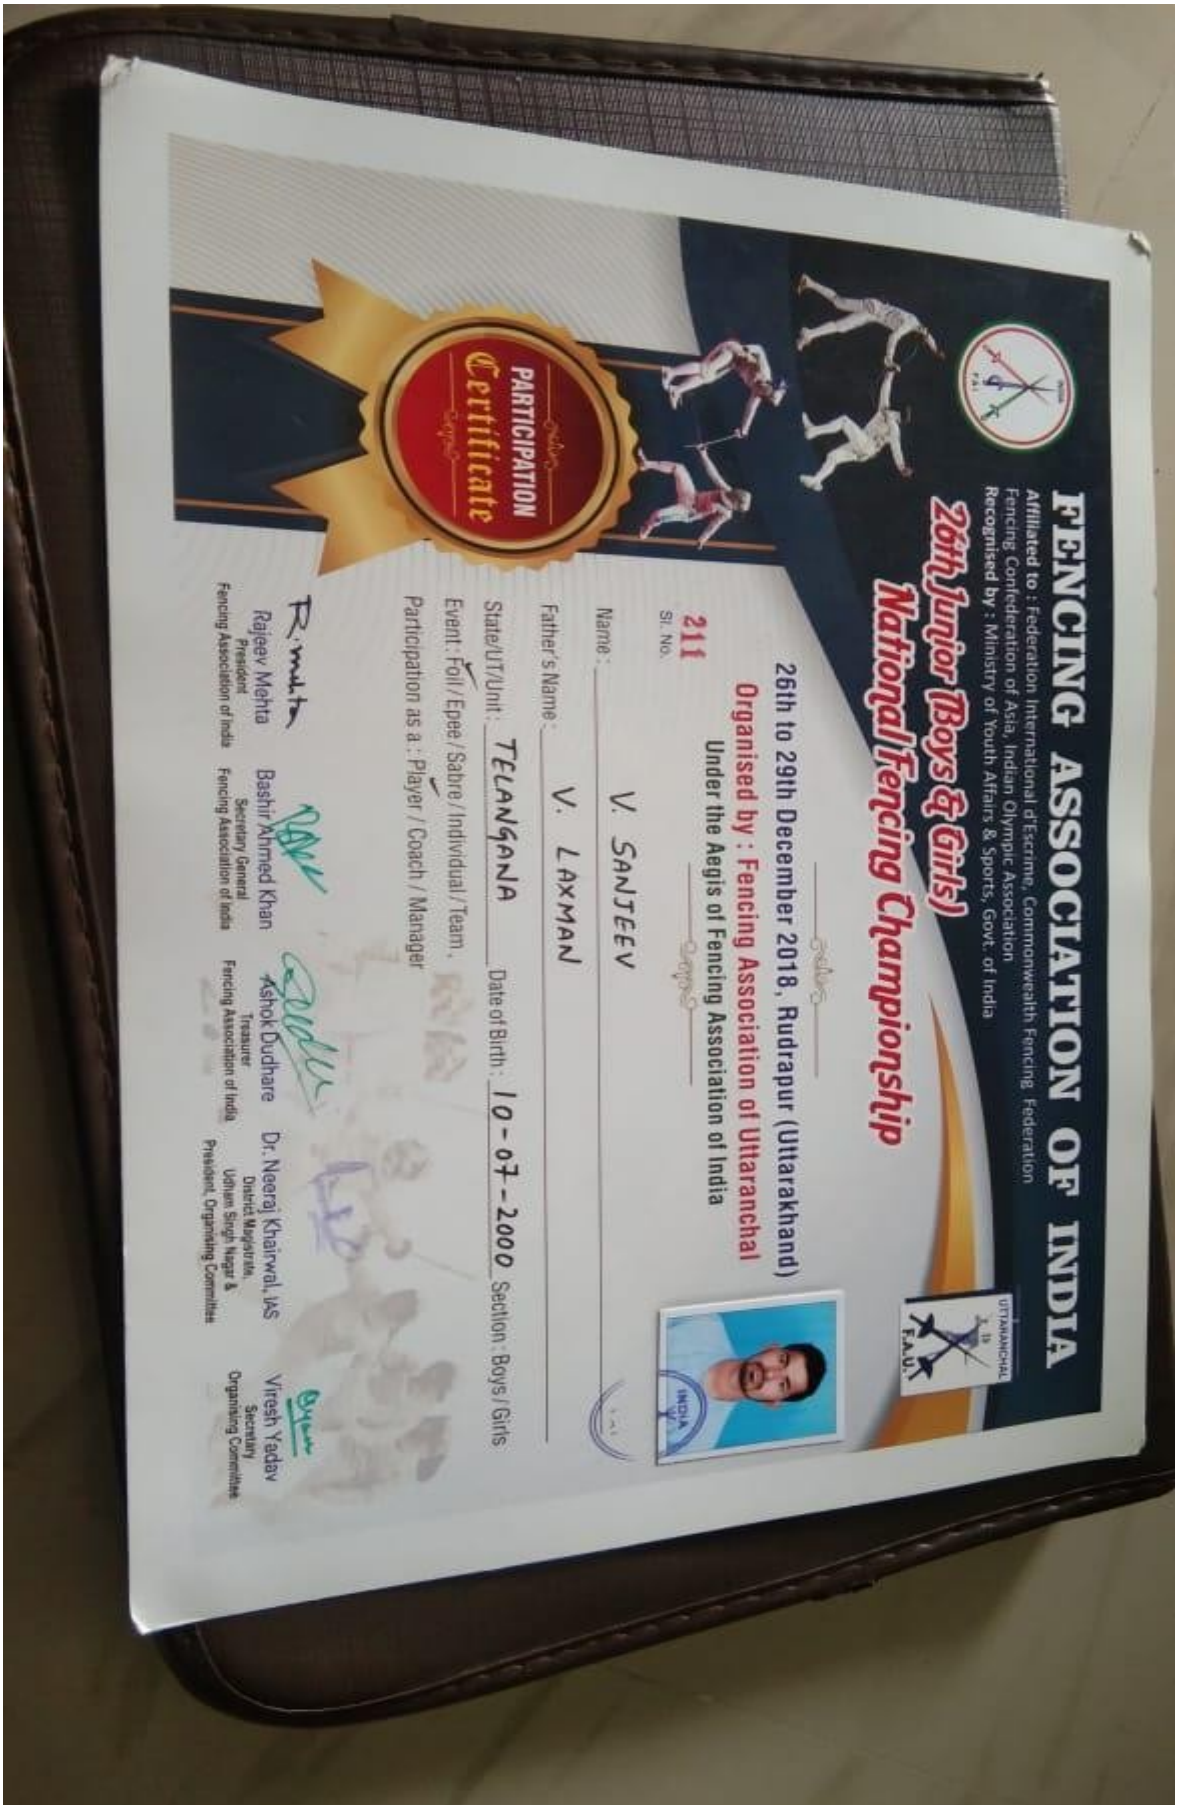 FENCING ASSOCIATION OF INDIA
Affiliated to : Federation International d'Escrime, Commonwealth Fencing Federation
Fencing Confederation of Asia, Indian Olympic Association
Recognised by : Ministry of Youth Affairs & Sports, Govt. of India
INDIA
F.A.I
26th Junior (Boys & Girls)
National Fencing Championship
UTTARANCHAL
F.A.U.
26th to 29th December 2018, Rudrapur (Uttarakhand)
Organised by : Fencing Association of Uttaranchal
Under the Aegis of Fencing Association of India
211
Sl. No.
INDIA
PARTICIPATION
Certificate
Name : V. SANJEEV
Father's Name : V. LAXMAN
State/UT/Unit : TELANGANA Date of Birth : 10-07-2000 Section : Boys / Girls
Event : Foil / Epee / Sabre / Individual / Team,
Participation as a : Player / Coach / Manager
R. Mehta
Rajeev Mehta
President
Fencing Association of India
Bashir Ahmed Khan
Secretary General
Fencing Association of India
Ashok Dudhare
Treasurer
Fencing Association of India
Dr. Neeraj Khairwal, IAS
District Magistrate,
Udham Singh Nagar &
President, Organising Committee
Viresh Yadav
Secretary
Organising Committee